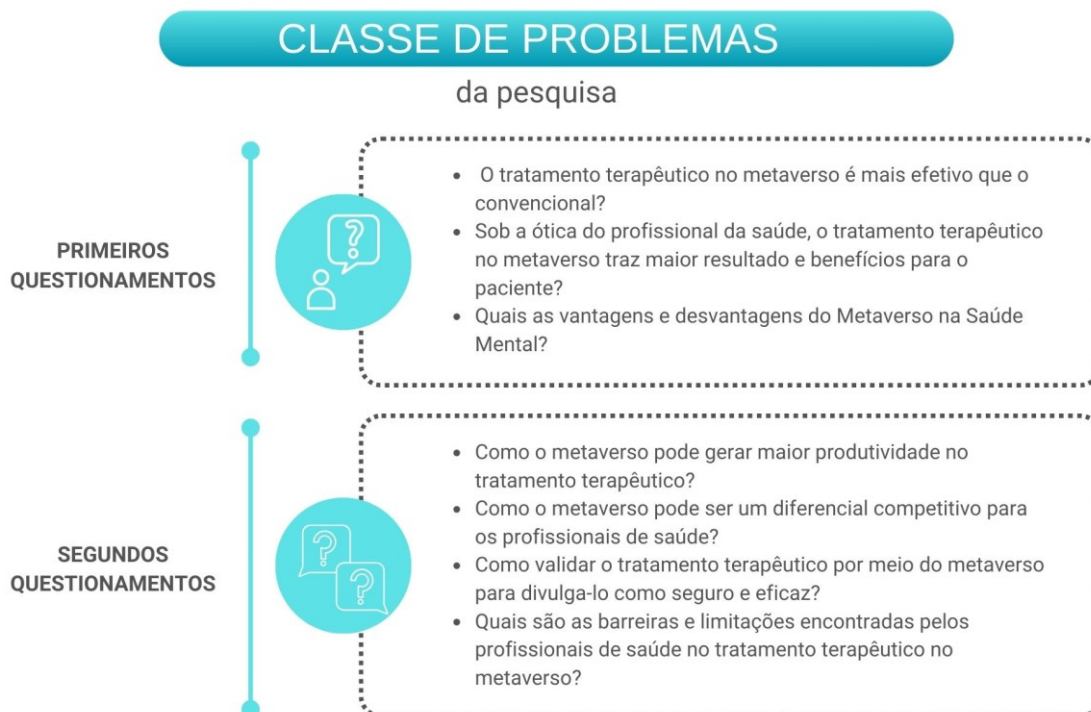 CLASSE DE PROBLEMAS
da pesquisa
PRIMEIROS
QUESTIONAMENTOS
• O tratamento terapêutico no metaverso é mais efetivo que o
convencional?
• Sob a ótica do profissional da saúde, o tratamento terapêutico
no metaverso traz maior resultado e benefícios para o
paciente?
• Quais as vantagens e desvantagens do Metaverso na Saúde
Mental?
SEGUNDOS
QUESTIONAMENTOS
• Como o metaverso pode gerar maior produtividade no
tratamento terapêutico?
• Como o metaverso pode ser um diferencial competitivo para
os profissionais de saúde?
• Como validar o tratamento terapêutico por meio do metaverso
para divulga-lo como seguro e eficaz?
• Quais são as barreiras e limitações encontradas pelos
profissionais de saúde no tratamento terapêutico no
metaverso?